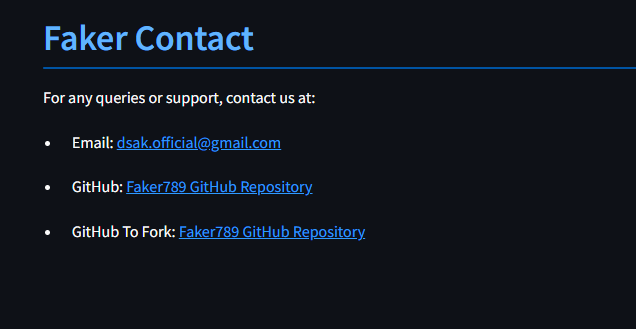 Faker Contact
For any queries or support, contact us at:
• Email: dsak.official@gmail.com
• GitHub: Faker789 GitHub Repository
• GitHub To Fork: Faker789 GitHub Repository